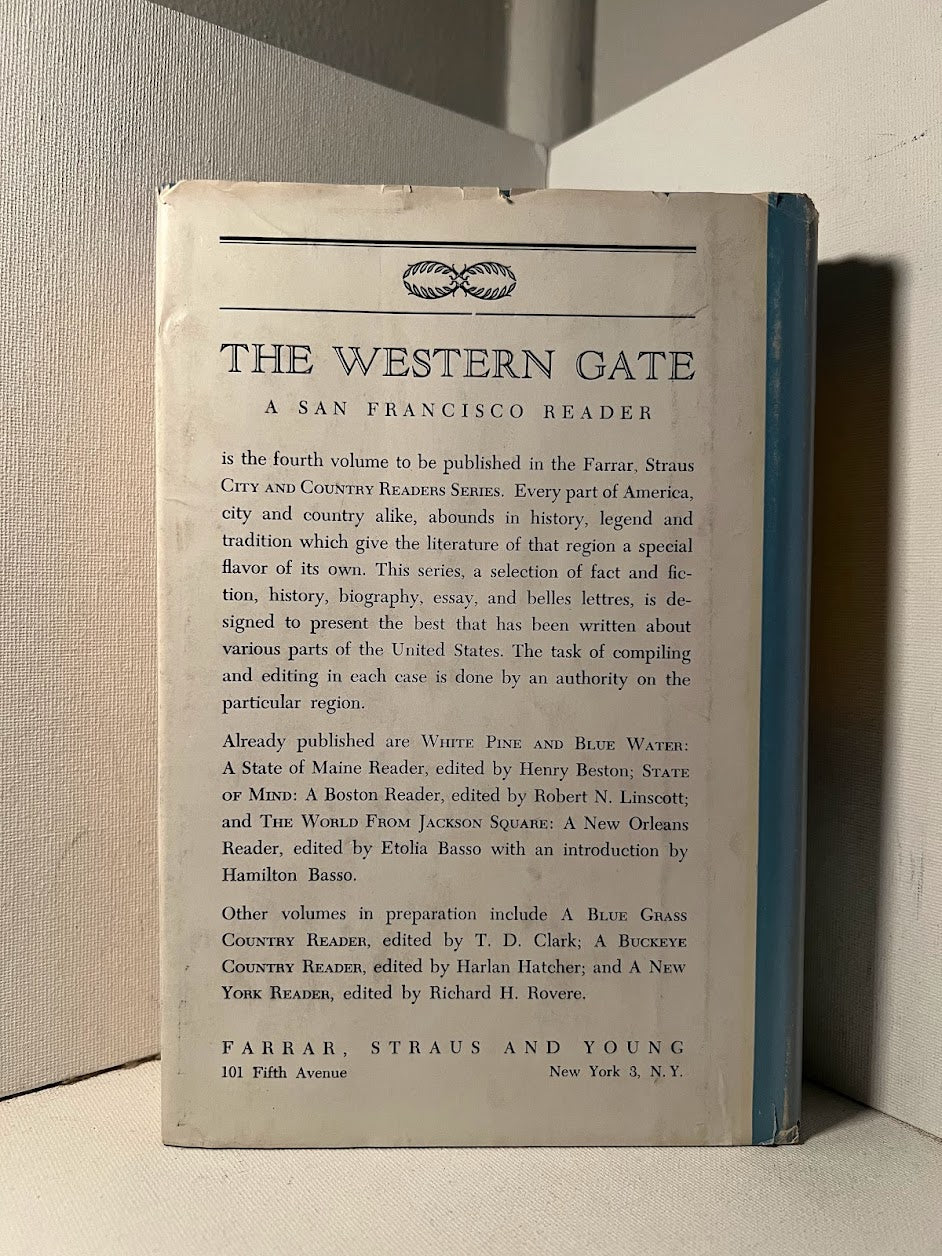 THE WESTERN GATE
A SAN FRANCISCO READER
is the fourth volume to be published in the Farrar, Straus
CITY AND COUNTRY READERS SERIES. Every part of America,
city and country alike, abounds in history, legend and
tradition which give the literature of that region a special
flavor of its own. This series, a selection of fact and fic-
tion, history, biography, essay, and belles lettres, is de-
signed to present the best that has been written about
various parts of the United States. The task of compiling
and editing in each case is done by an authority on the
particular region.
Already published are WHITE PINE AND BLUE WATER:
A State of Maine Reader, edited by Henry Beston; STATE
OF MIND: A Boston Reader, edited by Robert N. Linscott;
and THE WORLD FROM JACKSON SQUARE: A New Orleans
Reader, edited by Etolia Basso with an introduction by
Hamilton Basso.
Other volumes in preparation include A BLUE GRASS
COUNTRY READER, edited by T. D. Clark; A BUCKEYE
COUNTRY READER, edited by Harlan Hatcher; and A NEW
YORK READER, edited by Richard H. Rovere.
FARRAR, STRAUS AND YOUNG
101 Fifth Avenue New York 3, N.Y.